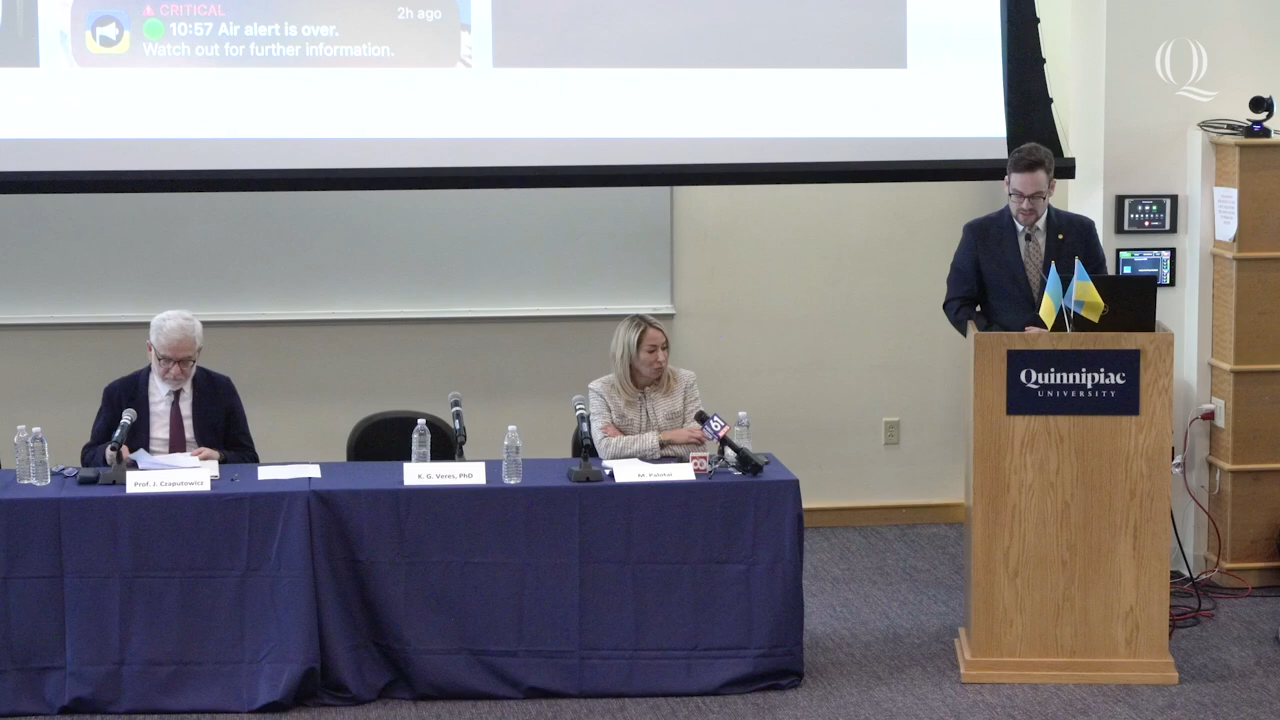 CRITICAL
2h ago
10:57 Air alert is over.
Watch out for further information.
Q
61
Quinnipiac
UNIVERSITY
Prof. J. Czaputowicz
K. G. Veres, PhD